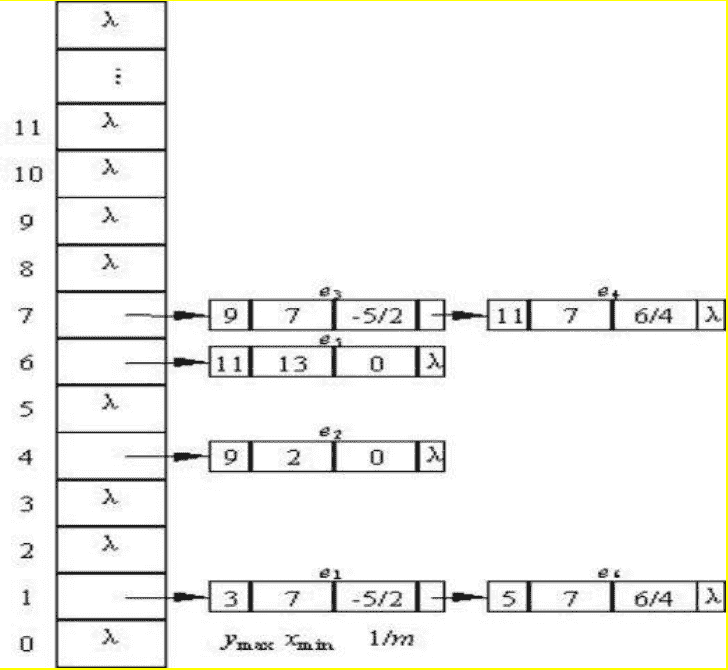 λ
⋮
11 λ
10 λ
9 λ
8 λ
e3 e4
7 9 7 -5/2 11 7 6/4 λ
e5
6 11 13 0 λ
5 λ
e2
4 9 2 0 λ
3 λ
2 λ
e1 e6
1 3 7 -5/2 5 7 6/4 λ
0 λ ymax xmin 1/m